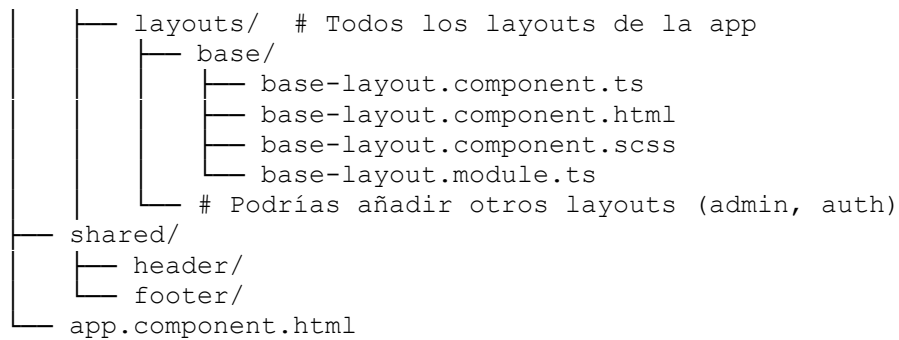 │   ├── layouts/  # Todos los layouts de la app
│   │   ├── base/
│   │   │   ├── base-layout.component.ts
│   │   │   ├── base-layout.component.html
│   │   │   ├── base-layout.component.scss
│   │   │   └── base-layout.module.ts
│   │   └── # Podrías añadir otros layouts (admin, auth)
├── shared/
│   ├── header/
│   └── footer/
└── app.component.html